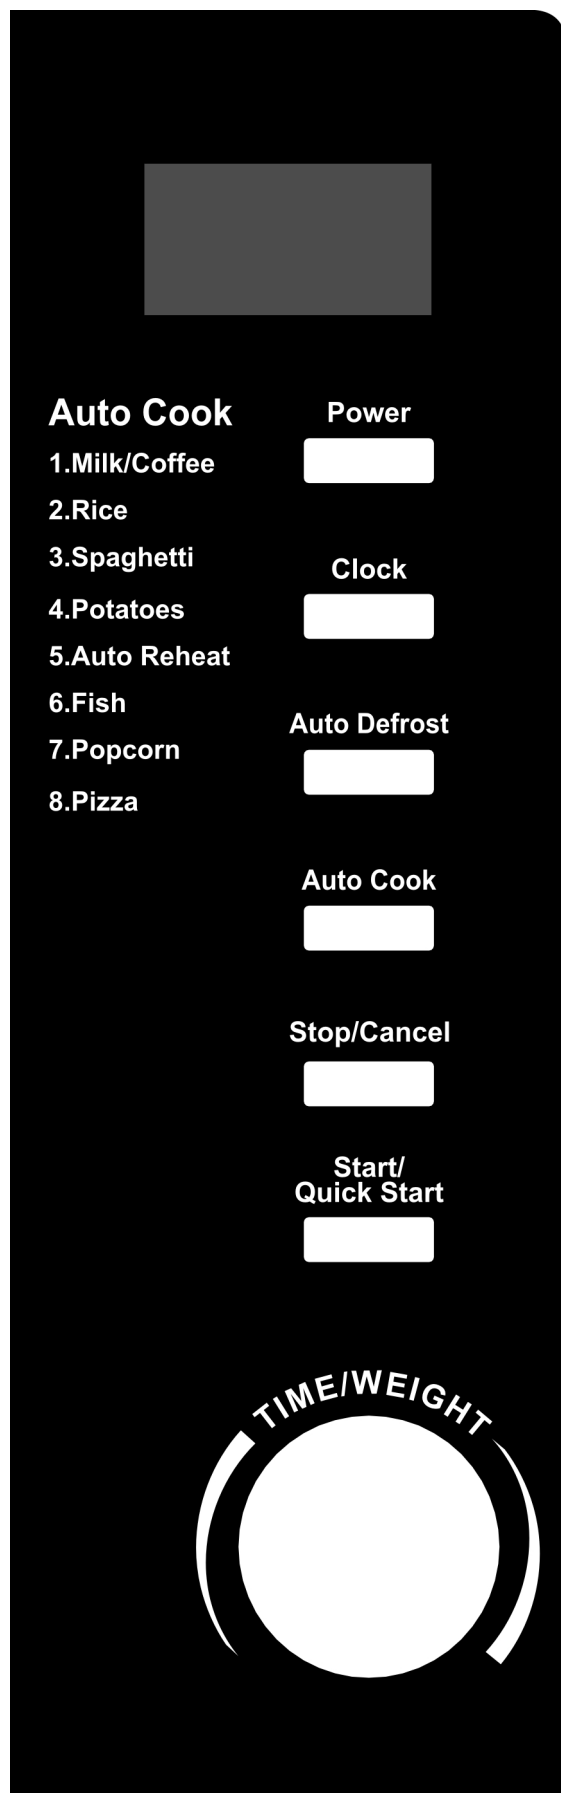 Auto Cook
1.Milk/Coffee
2.Rice
3.Spaghetti
4.Potatoes
5.Auto Reheat
6.Fish
7.Popcorn
8.Pizza
Power
Clock
Auto Defrost
Auto Cook
Stop/Cancel
Start/
Quick Start
TIME/WEIGHT